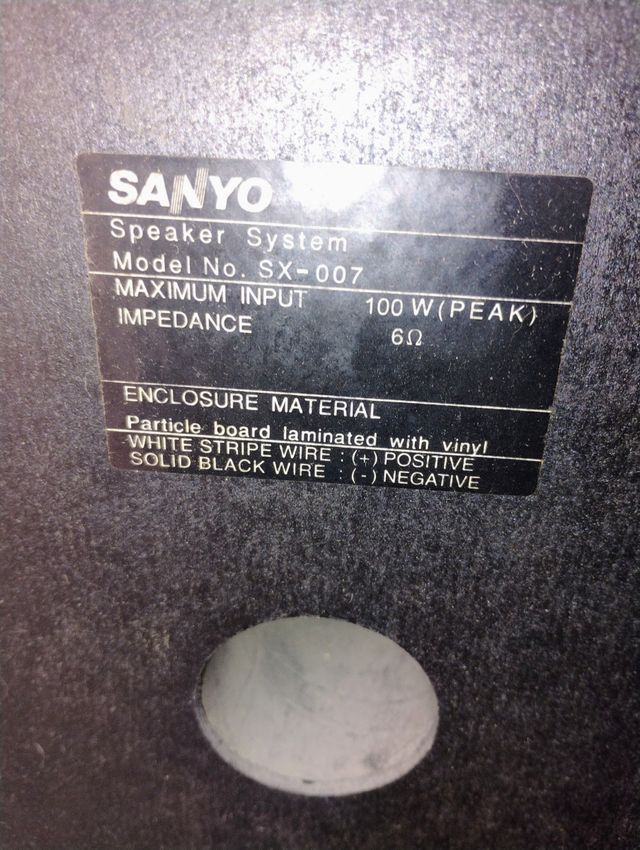 SANYO
Speaker System
Model No. SX-007
MAXIMUM INPUT 100 W (PEAK)
IMPEDANCE 6Ω
ENCLOSURE MATERIAL
Particle board laminated with vinyl
WHITE STRIPE WIRE : (+) POSITIVE
SOLID BLACK WIRE : (-) NEGATIVE